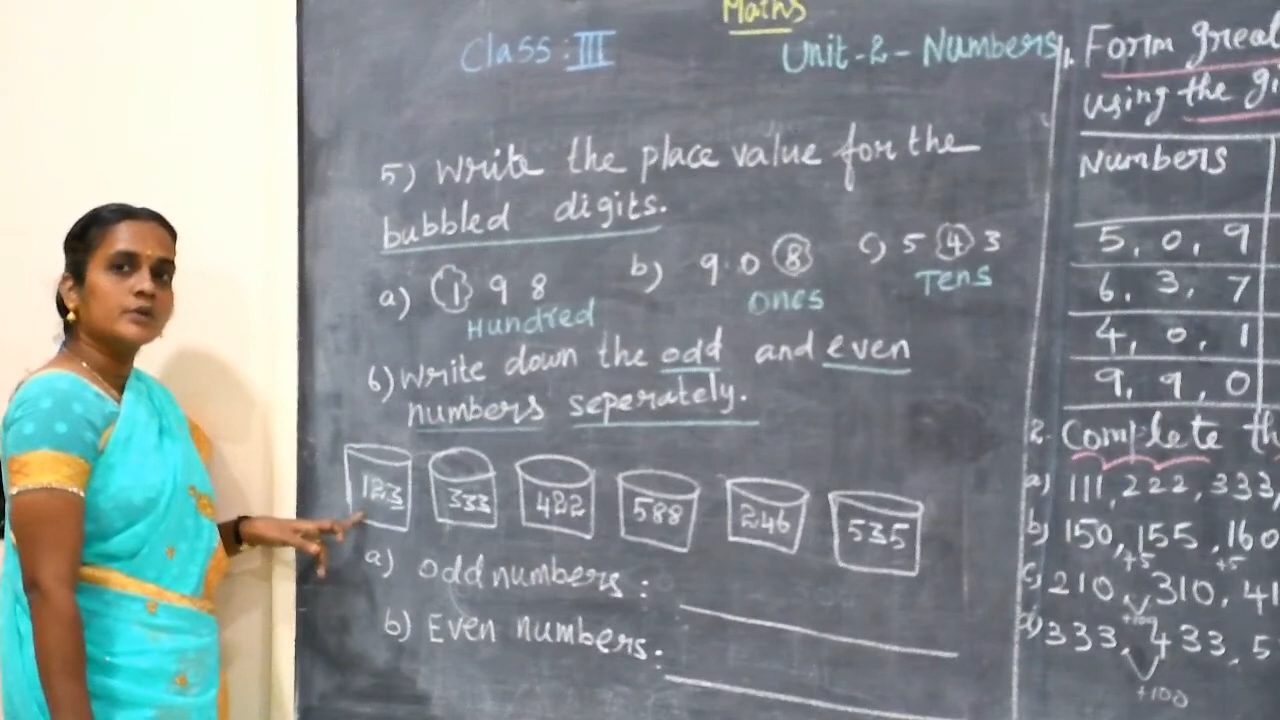 Maths
Class : III
Unit-2 - Numbers
5) Write the place value for the
bubbled digits.
a) 1 9 8
Hundred
b) 9 0 8
Ones
c) 5 4 3
Tens
6) Write down the odd and even
numbers seperately.
123 333 422 588 246 535
a) Odd numbers :
b) Even numbers :
1. Form
using the
Numbers
5, 0, 9
6, 3, 7
4, 0, 1
9, 9, 0
2. Complete
a) 111, 222, 333,
b) 150, 155, 160
+5 +5
c) 210, 310, 41
+100
d) 333, 433, 5
+100